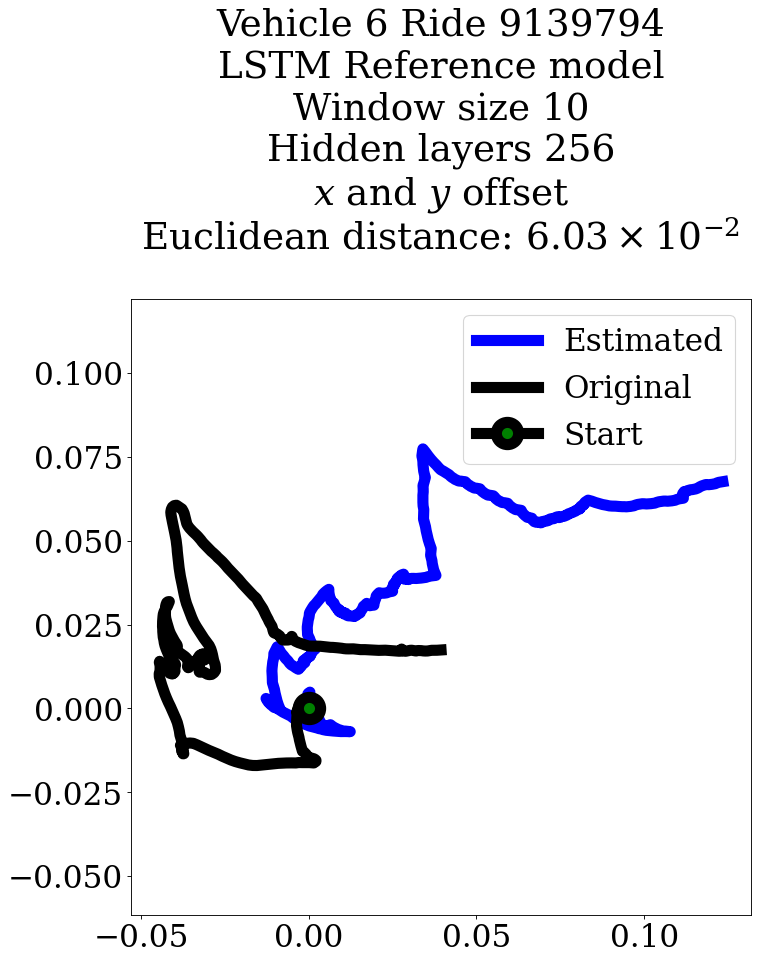 Vehicle 6 Ride 9139794
LSTM Reference model
Window size 10
Hidden layers 256
x and y offset
Euclidean distance: 6.03 × 10⁻²
Estimated
Original
Start
0.100
0.075
0.050
0.025
0.000
−0.025
−0.050
−0.05 0.00 0.05 0.10